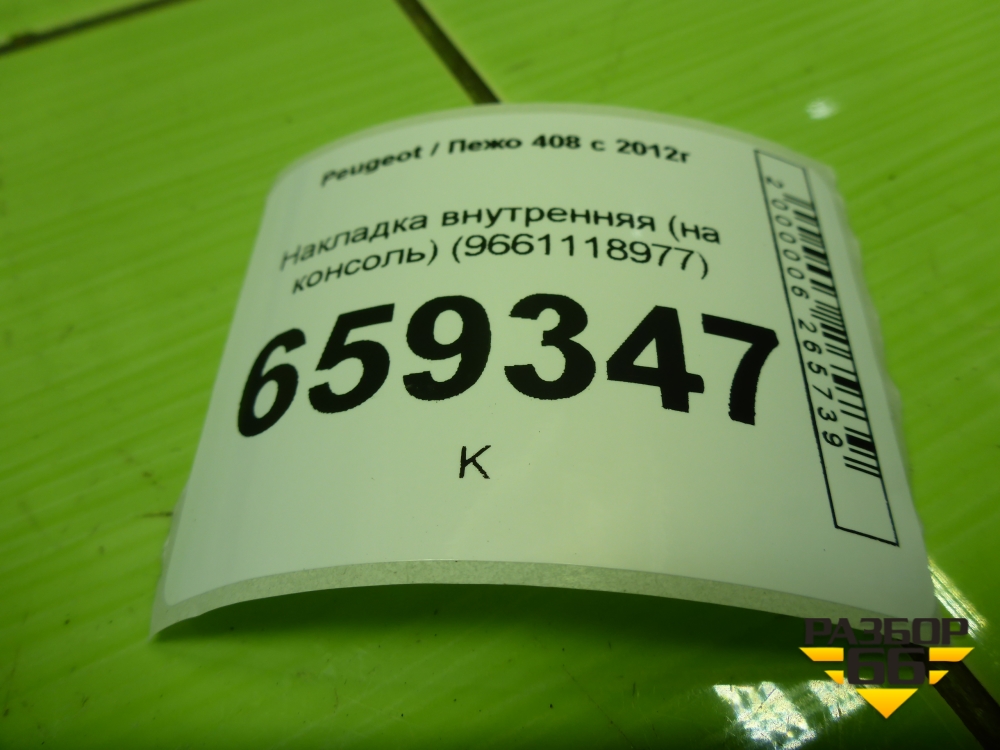 Peugeot / Пежо 408 с 2012г
Накладка внутренняя (на
консоль) (9661118977)
659347
К
2000006265739
РАЗБОР
66